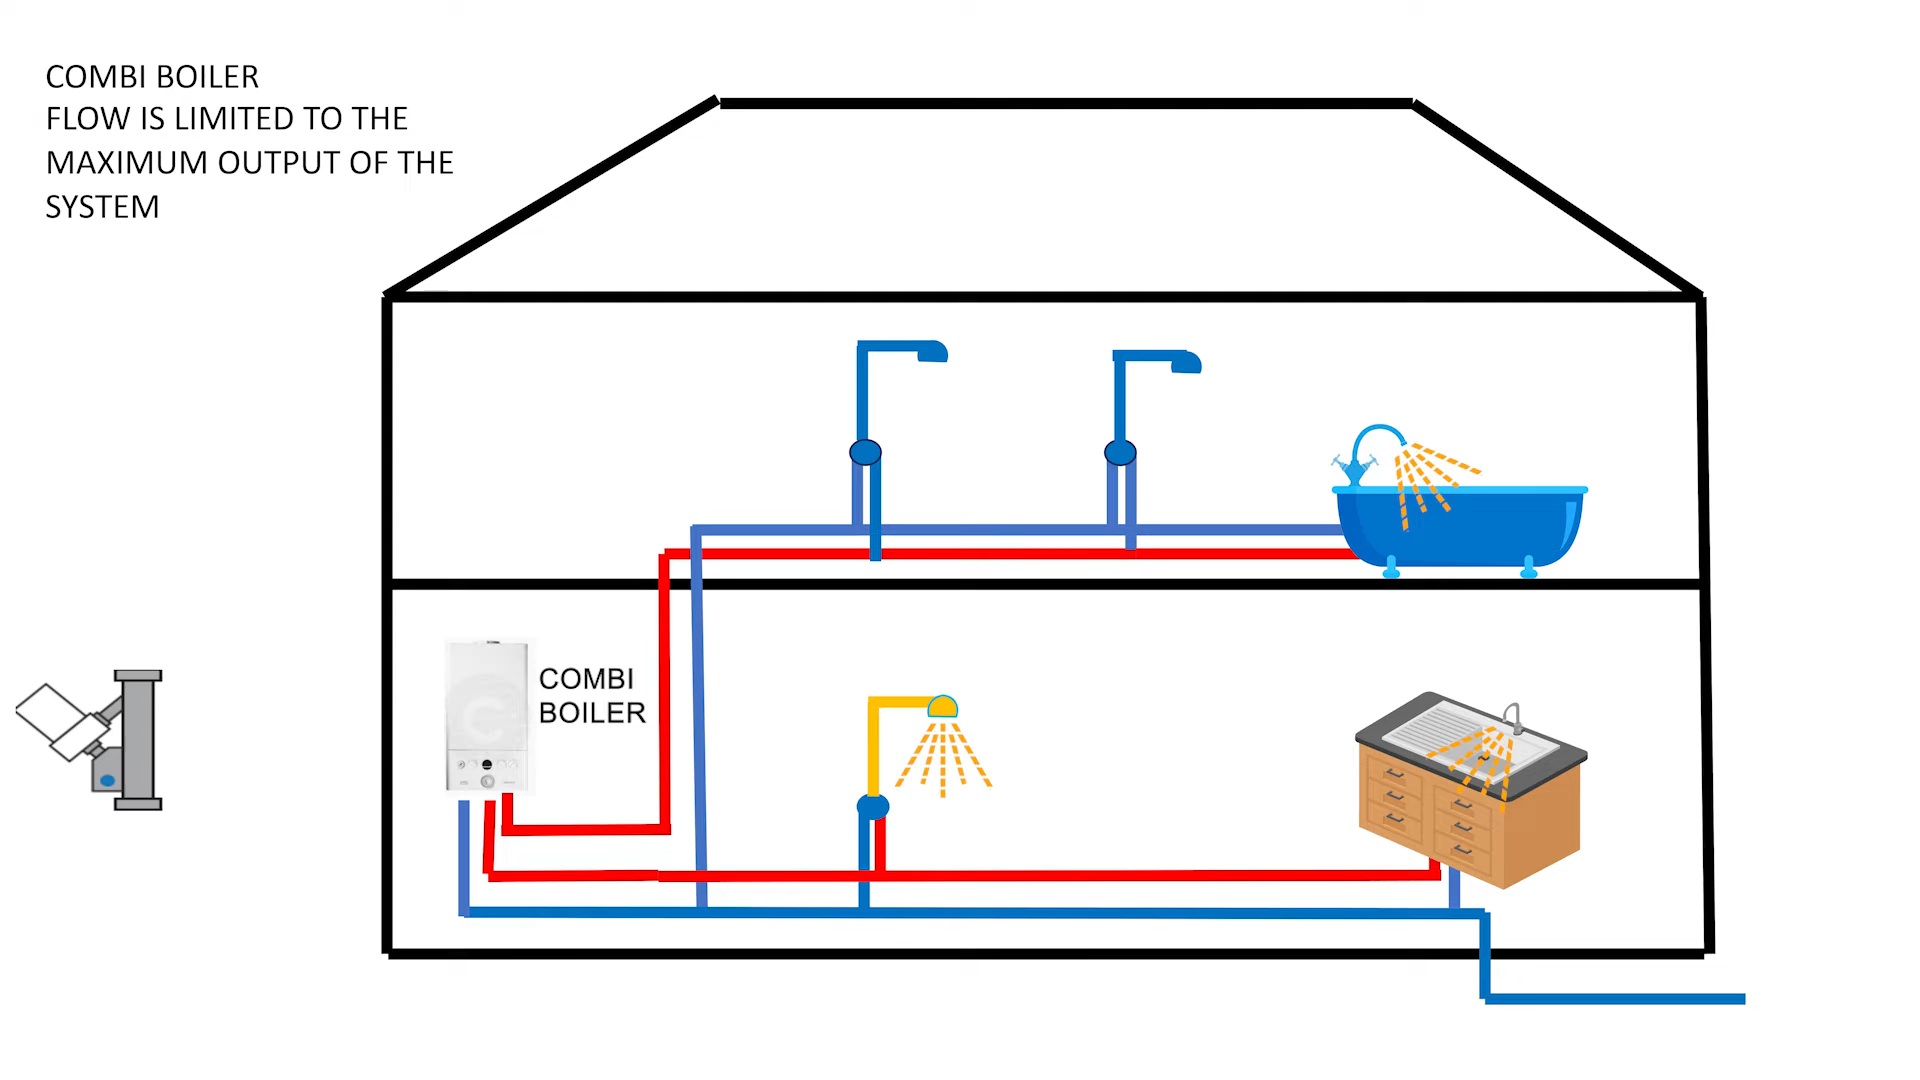 COMBI BOILER
FLOW IS LIMITED TO THE
MAXIMUM OUTPUT OF THE
SYSTEM
COMBI
BOILER